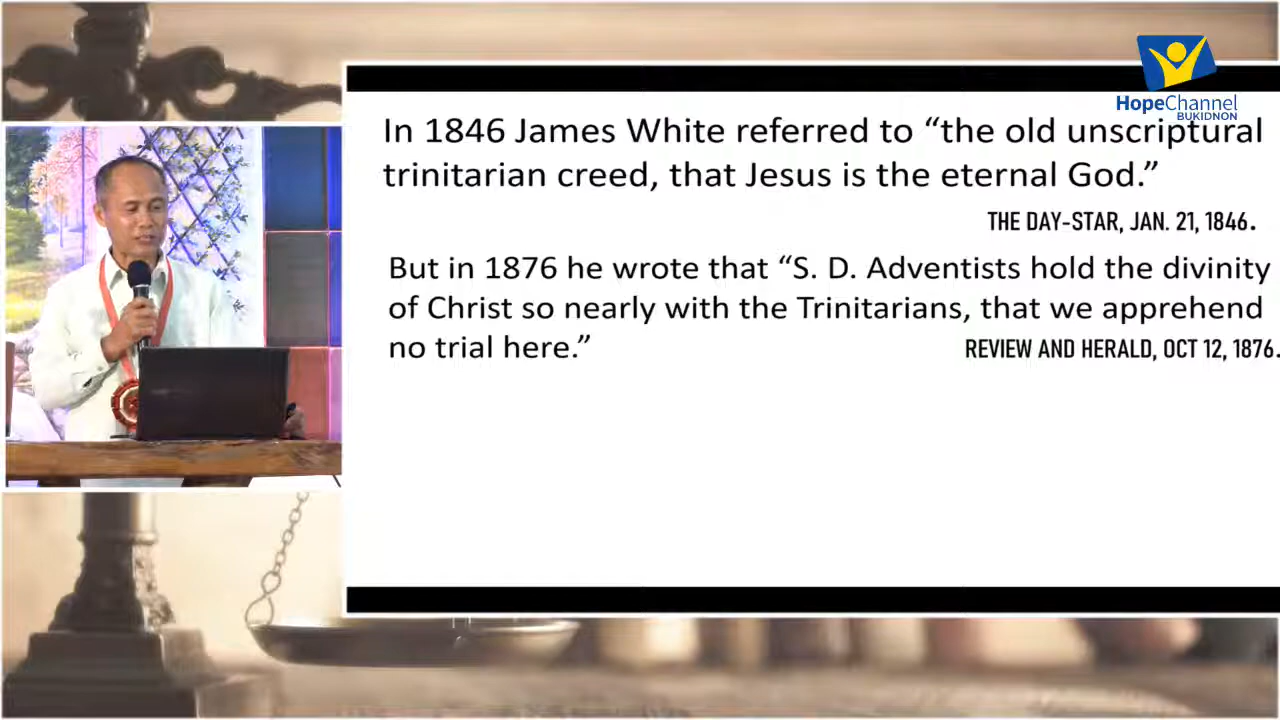 HopeChannel
BUKIDNON
In 1846 James White referred to “the old unscriptural
trinitarian creed, that Jesus is the eternal God.”
THE DAY-STAR, JAN. 21, 1846.
But in 1876 he wrote that “S. D. Adventists hold the divinity
of Christ so nearly with the Trinitarians, that we apprehend
no trial here.”
REVIEW AND HERALD, OCT 12, 1876.